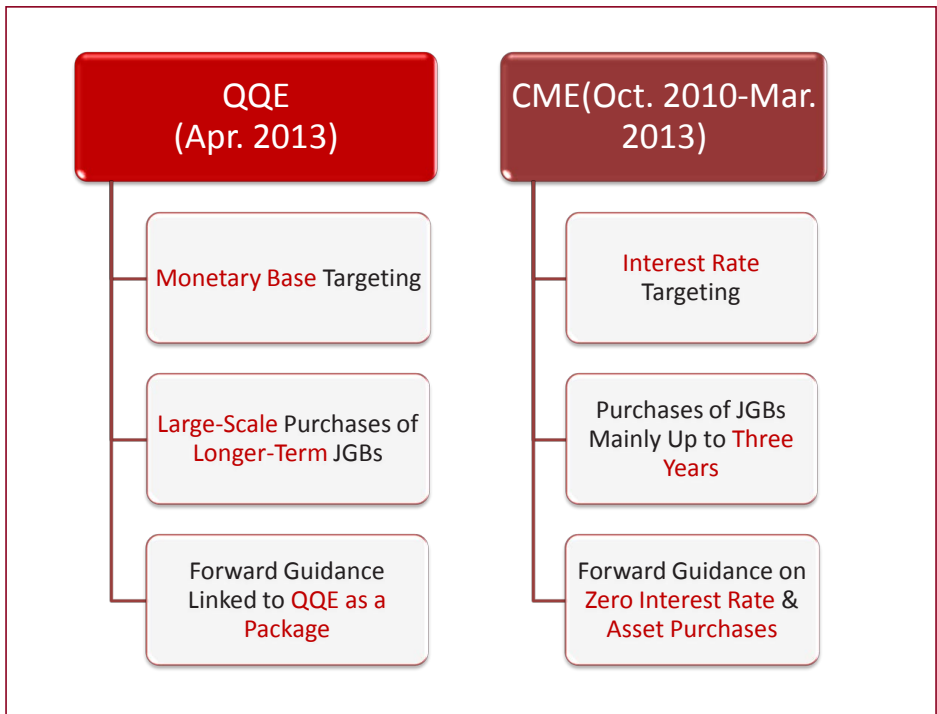 QQE
(Apr. 2013)
Monetary Base Targeting
Large-Scale Purchases of
Longer-Term JGBs
Forward Guidance
Linked to QQE as a
Package
CME(Oct. 2010-Mar.
2013)
Interest Rate
Targeting
Purchases of JGBs
Mainly Up to Three
Years
Forward Guidance on
Zero Interest Rate &
Asset Purchases